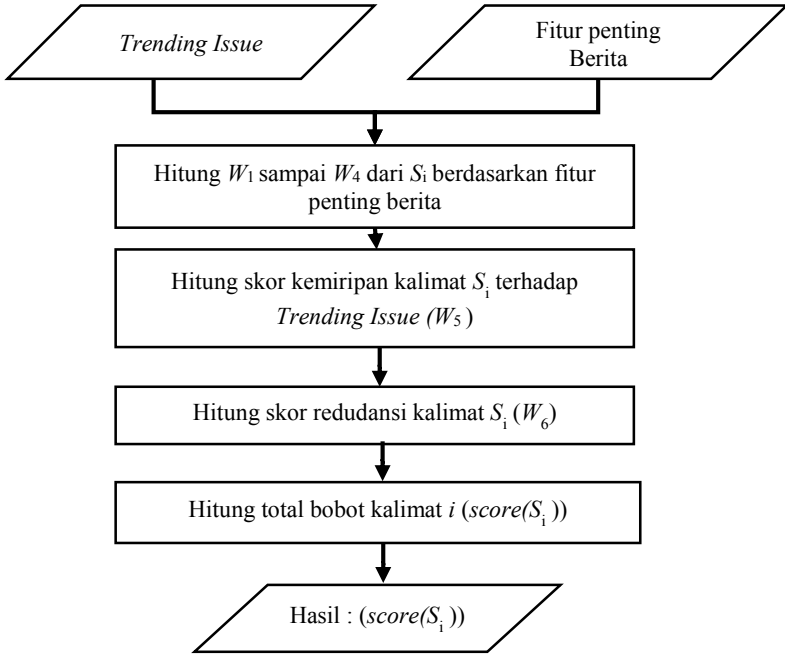 Trending Issue
Fitur penting
Berita
Hitung W1 sampai W4 dari Si berdasarkan fitur
penting berita
Hitung skor kemiripan kalimat Si terhadap
Trending Issue (W5 )
Hitung skor redudansi kalimat Si (W6)
Hitung total bobot kalimat i (score(Si ))
Hasil : (score(Si ))